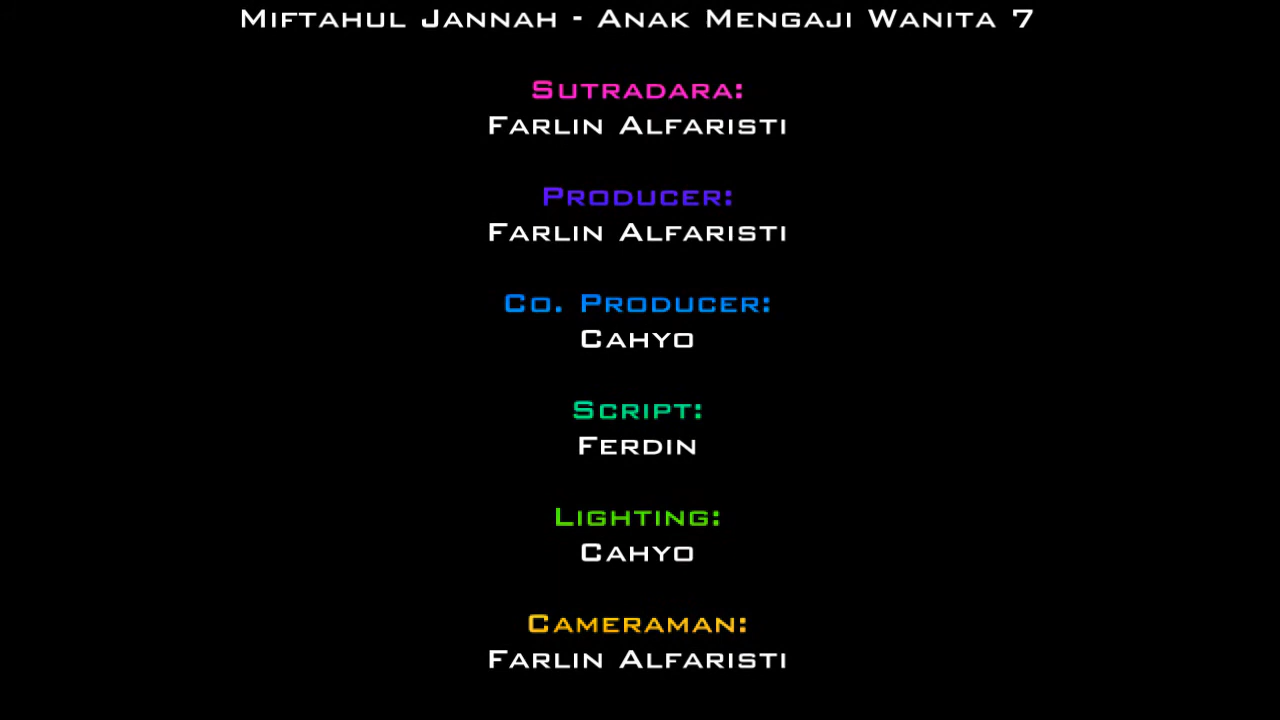 Miftahul Jannah - Anak Mengaji Wanita 7
Sutradara:
Farlin Alfaristi
Producer:
Farlin Alfaristi
Co. Producer:
Cahyo
Script:
Ferdin
Lighting:
Cahyo
Cameraman:
Farlin Alfaristi